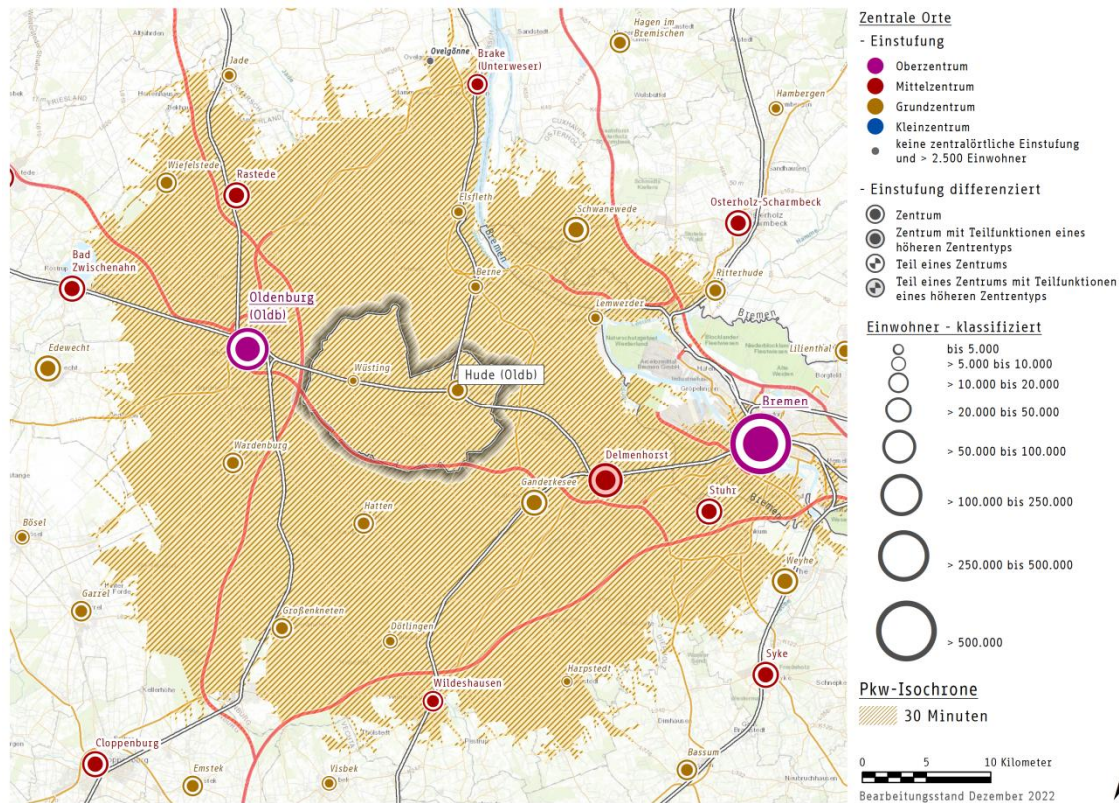 Hagen im
Bremischen
Ovelgönne
Brake
(Unterweser)
Jade
Hambergen
Wiefelstede
Rastede
Elsfleth
Schwanewede
Osterholz-Scharmbeck
Bremen
Bad
Zwischenahn
Berne
Ritterhude
Oldenburg
(Oldb)
Lemwerder
Bremen
Edewecht
Wüsting
Lilienthal
Hude (Oldb)
Bremen
Wardenburg
Delmenhorst
Ganderkesee
Stuhr
Bremen
Hatten
Bösel
Weyhe
Garrel
Großenkneten
Dötlingen
Harpstedt
Syke
Wildeshausen
Cloppenburg
Emstek
Visbek
Bassum
Zentrale Orte
- Einstufung
Oberzentrum
Mittelzentrum
Grundzentrum
Kleinzentrum
keine zentralörtliche Einstufung
und > 2.500 Einwohner
- Einstufung differenziert
Zentrum
Zentrum mit Teilfunktionen eines
höheren Zentrentyps
Teil eines Zentrums
Teil eines Zentrums mit Teilfunktionen
eines höheren Zentrentyps
Einwohner - klassifiziert
bis 5.000
> 5.000 bis 10.000
> 10.000 bis 20.000
> 20.000 bis 50.000
> 50.000 bis 100.000
> 100.000 bis 250.000
> 250.000 bis 500.000
> 500.000
Pkw-Isochrone
30 Minuten
0 5 10 Kilometer
Bearbeitungsstand Dezember 2022